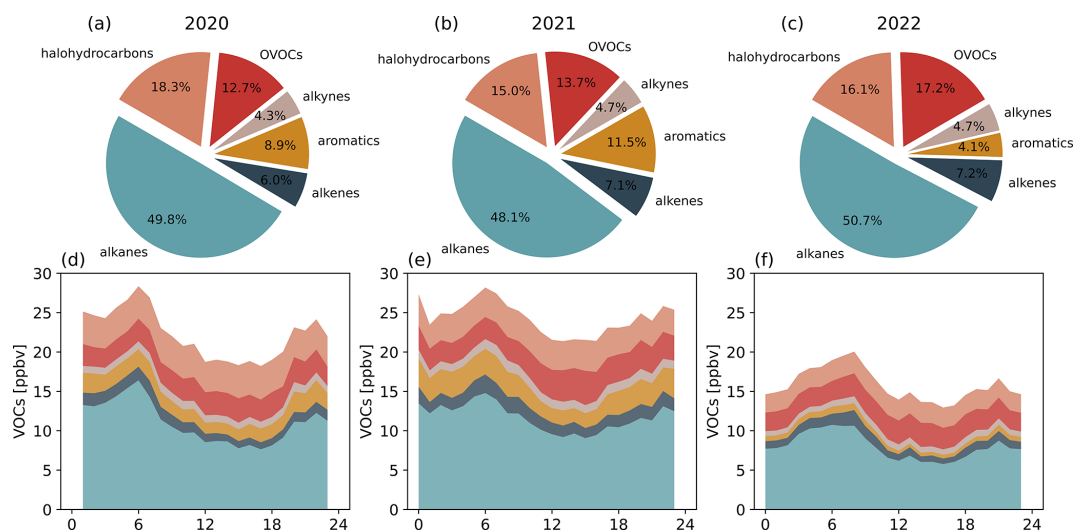 (a) 2020
halohydrocarbons
OVOCs
18.3%
12.7%
alkynes
4.3%
aromatics
8.9%
6.0%
alkenes
49.8%
alkanes
(b) 2021
halohydrocarbons
OVOCs
15.0%
13.7%
alkynes
4.7%
aromatics
11.5%
7.1%
alkenes
48.1%
alkanes
(c) 2022
halohydrocarbons
OVOCs
16.1%
17.2%
alkynes
4.7%
aromatics
4.1%
7.2%
alkenes
50.7%
alkanes
(d)
VOCs [ppbv]
30
25
20
15
10
5
0
0 6 12 18 24
(e)
VOCs [ppbv]
30
25
20
15
10
5
0
0 6 12 18 24
(f)
VOCs [ppbv]
30
25
20
15
10
5
0
0 6 12 18 24